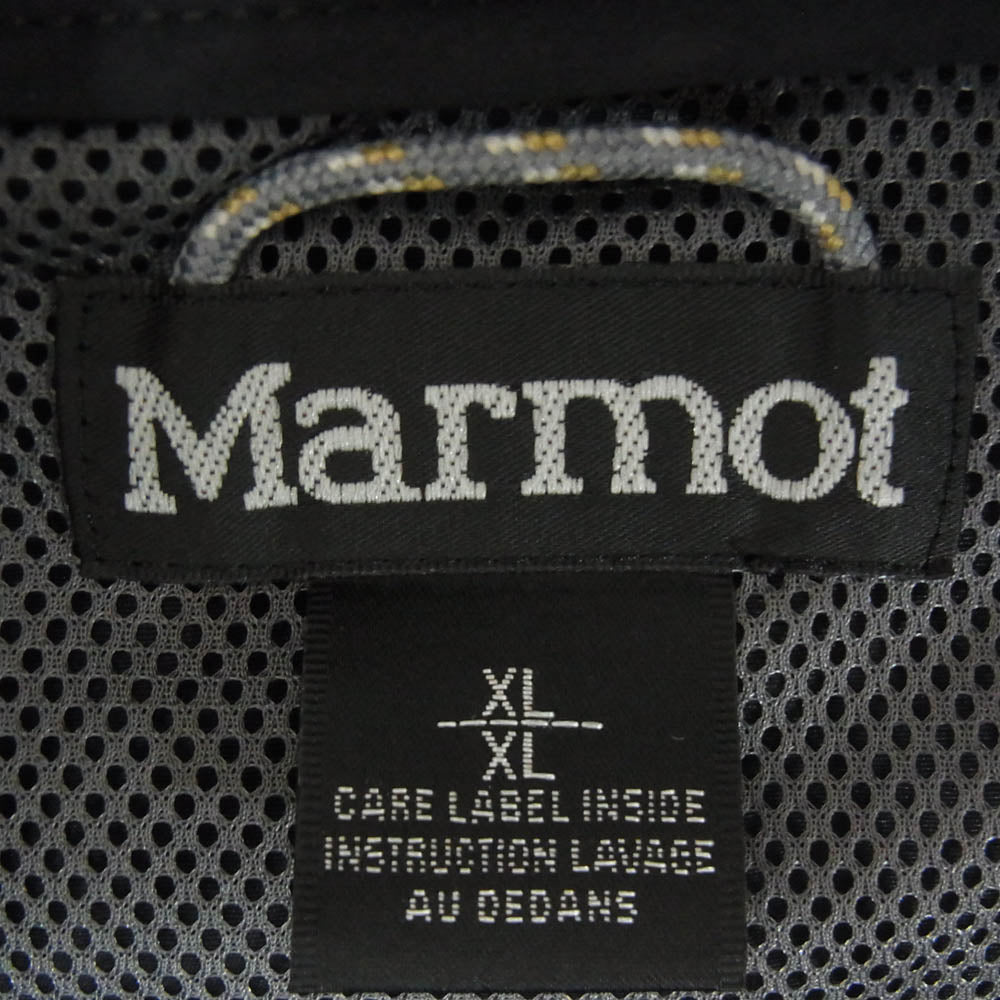 Marmot
XL
XL
CARE LABEL INSIDE
INSTRUCTION LAVAGE
AU DEDANS